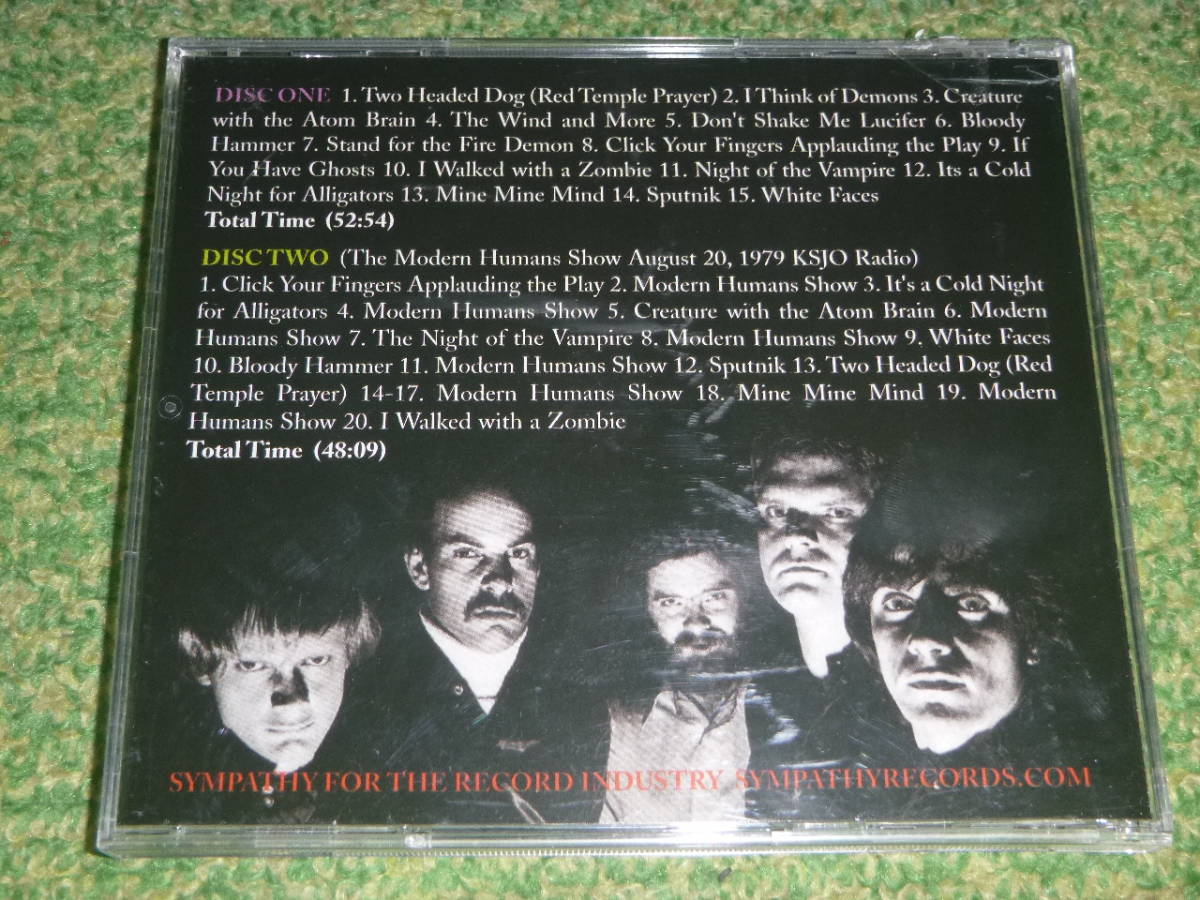 DISC ONE 1. Two Headed Dog (Red Temple Prayer) 2. I Think of Demons 3. Creature
with the Atom Brain 4. The Wind and More 5. Don't Shake Me Lucifer 6. Bloody
Hammer 7. Stand for the Fire Demon 8. Click Your Fingers Applauding the Play 9. If
You Have Ghosts 10. I Walked with a Zombie 11. Night of the Vampire 12. Its a Cold
Night for Alligators 13. Mine Mine Mind 14. Sputnik 15. White Faces
Total Time (52:54)
DISC TWO (The Modern Humans Show August 20, 1979 KSJO Radio)
1. Click Your Fingers Applauding the Play 2. Modern Humans Show 3. It's a Cold Night
for Alligators 4. Modern Humans Show 5. Creature with the Atom Brain 6. Modern
Humans Show 7. The Night of the Vampire 8. Modern Humans Show 9. White Faces
10. Bloody Hammer 11. Modern Humans Show 12. Sputnik 13. Two Headed Dog (Red
Temple Prayer) 14-17. Modern Humans Show 18. Mine Mine Mind 19. Modern
Humans Show 20. I Walked with a Zombie
Total Time (48:09)
SYMPATHY FOR THE RECORD INDUSTRY SYMPATHYRECORDS.COM